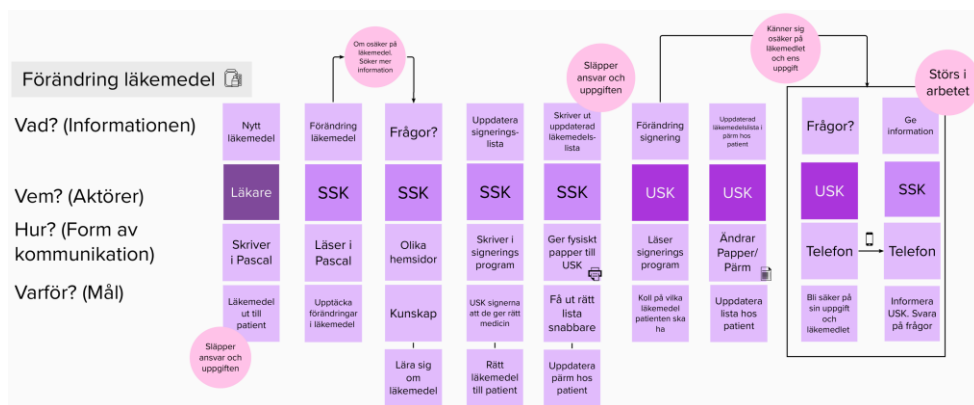 Förändring läkemedel
Om osäker på
läkemedel.
Söker mer
information
Släpper
ansvar och
uppgiften
Känner sig
osäker på
läkemedlet
och ens
uppgift
Störs i
arbetet
Vad? (Informationen)
Nytt
läkemedel
Förändring
läkemedel
Frågor?
Uppdatera
signerings-
lista
Skriver ut
uppdaterad
läkemedels-
lista
Förändring
signering
Uppdaterad
läkemedelslista i
pärm hos
patient
Frågor?
Ge
information
Vem? (Aktörer)
Läkare
SSK
SSK
SSK
SSK
USK
USK
USK
SSK
Hur? (Form av
kommunikation)
Skriver
i Pascal
Läser i
Pascal
Olika
hemsidor
Skriver i
signerings
program
Ger fysiskt
papper till
USK
Läser
signerings
program
Ändrar
Papper/
Pärm
Telefon
Telefon
Varför? (Mål)
Läkemedel
ut till
patient
Upptäcka
förändringar
i läkemedel
Kunskap
USK signerna
att de ger rätt
medicin
Få ut rätt
lista
snabbare
Koll på vilka
läkemedel
patienten ska
ha
Uppdatera
lista hos
patient
Bli säker på
sin uppgift
och
läkemedlet
Informera
USK. Svara
på frågor
Släpper
ansvar och
uppgiften
Lära sig
om
läkemedel
Rätt
läkemedel
till patient
Uppdatera
pärm hos
patient